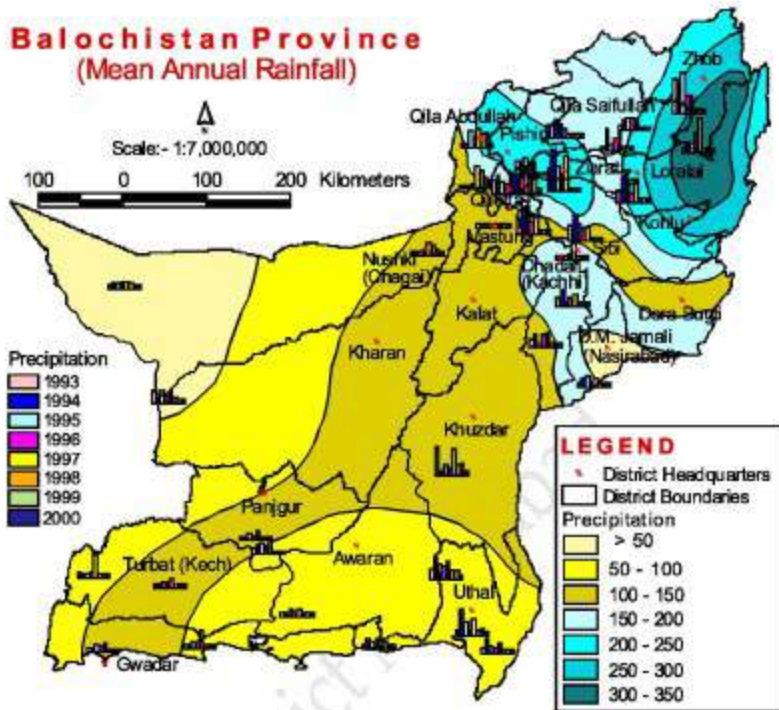 Balochistan Province
(Mean Annual Rainfall)
Scale:- 1:7,000,000
100 0 100 200 Kilometers
Zhob
Qila Saifullah
Qila Abdullah
Pishin
Ziarat
Loralai
Kohlu
Mastung
Sibi
Nushki
(Chagai)
Dhadar
(Kachhi)
Kalat
Dera Bugti
D.M. Jamali
(Nasirabad)
Kharan
Khuzdar
Panjgur
Turbat (Kech)
Awaran
Uthal
Gwadar
Precipitation
1993
1994
1995
1996
1997
1998
1999
2000
LEGEND
District Headquarters
District Boundaries
Precipitation
> 50
50 - 100
100 - 150
150 - 200
200 - 250
250 - 300
300 - 350